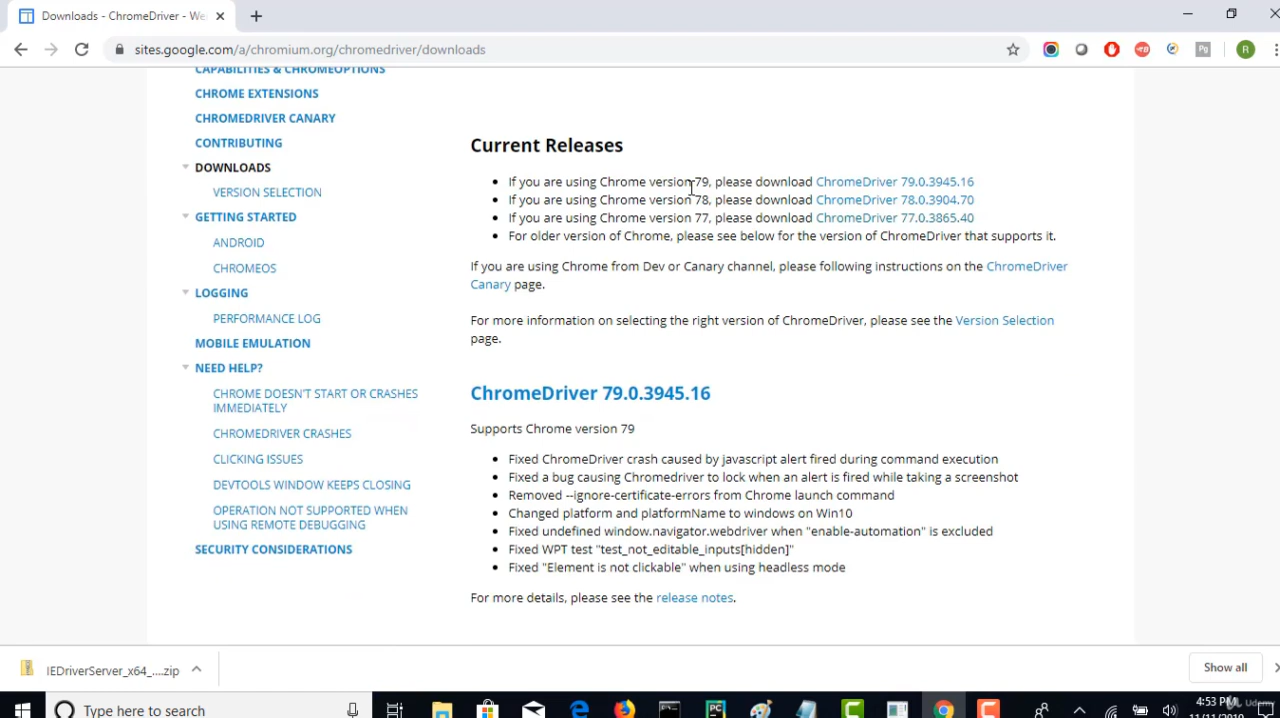 Downloads - ChromeDriver - We
sites.google.com/a/chromium.org/chromedriver/downloads
R
CAPABILITIES & CHROMEOPTIONS
CHROME EXTENSIONS
CHROMEDRIVER CANARY
CONTRIBUTING
DOWNLOADS
VERSION SELECTION
GETTING STARTED
ANDROID
CHROMEOS
LOGGING
PERFORMANCE LOG
MOBILE EMULATION
NEED HELP?
CHROME DOESN'T START OR CRASHES
IMMEDIATELY
CHROMEDRIVER CRASHES
CLICKING ISSUES
DEVTOOLS WINDOW KEEPS CLOSING
OPERATION NOT SUPPORTED WHEN
USING REMOTE DEBUGGING
SECURITY CONSIDERATIONS
Current Releases
If you are using Chrome version 79, please download ChromeDriver 79.0.3945.16
If you are using Chrome version 78, please download ChromeDriver 78.0.3904.70
If you are using Chrome version 77, please download ChromeDriver 77.0.3865.40
For older version of Chrome, please see below for the version of ChromeDriver that supports it.
If you are using Chrome from Dev or Canary channel, please following instructions on the ChromeDriver
Canary page.
For more information on selecting the right version of ChromeDriver, please see the Version Selection
page.
ChromeDriver 79.0.3945.16
Supports Chrome version 79
Fixed ChromeDriver crash caused by javascript alert fired during command execution
Fixed a bug causing Chromedriver to lock when an alert is fired while taking a screenshot
Removed --ignore-certificate-errors from Chrome launch command
Changed platform and platformName to windows on Win10
Fixed undefined window.navigator.webdriver when "enable-automation" is excluded
Fixed WPT test "test_not_editable_inputs[hidden]"
Fixed "Element is not clickable" when using headless mode
For more details, please see the release notes.
IEDriverServer_x64_....zip
Show all
Type here to search
4:53 PM
Udemy